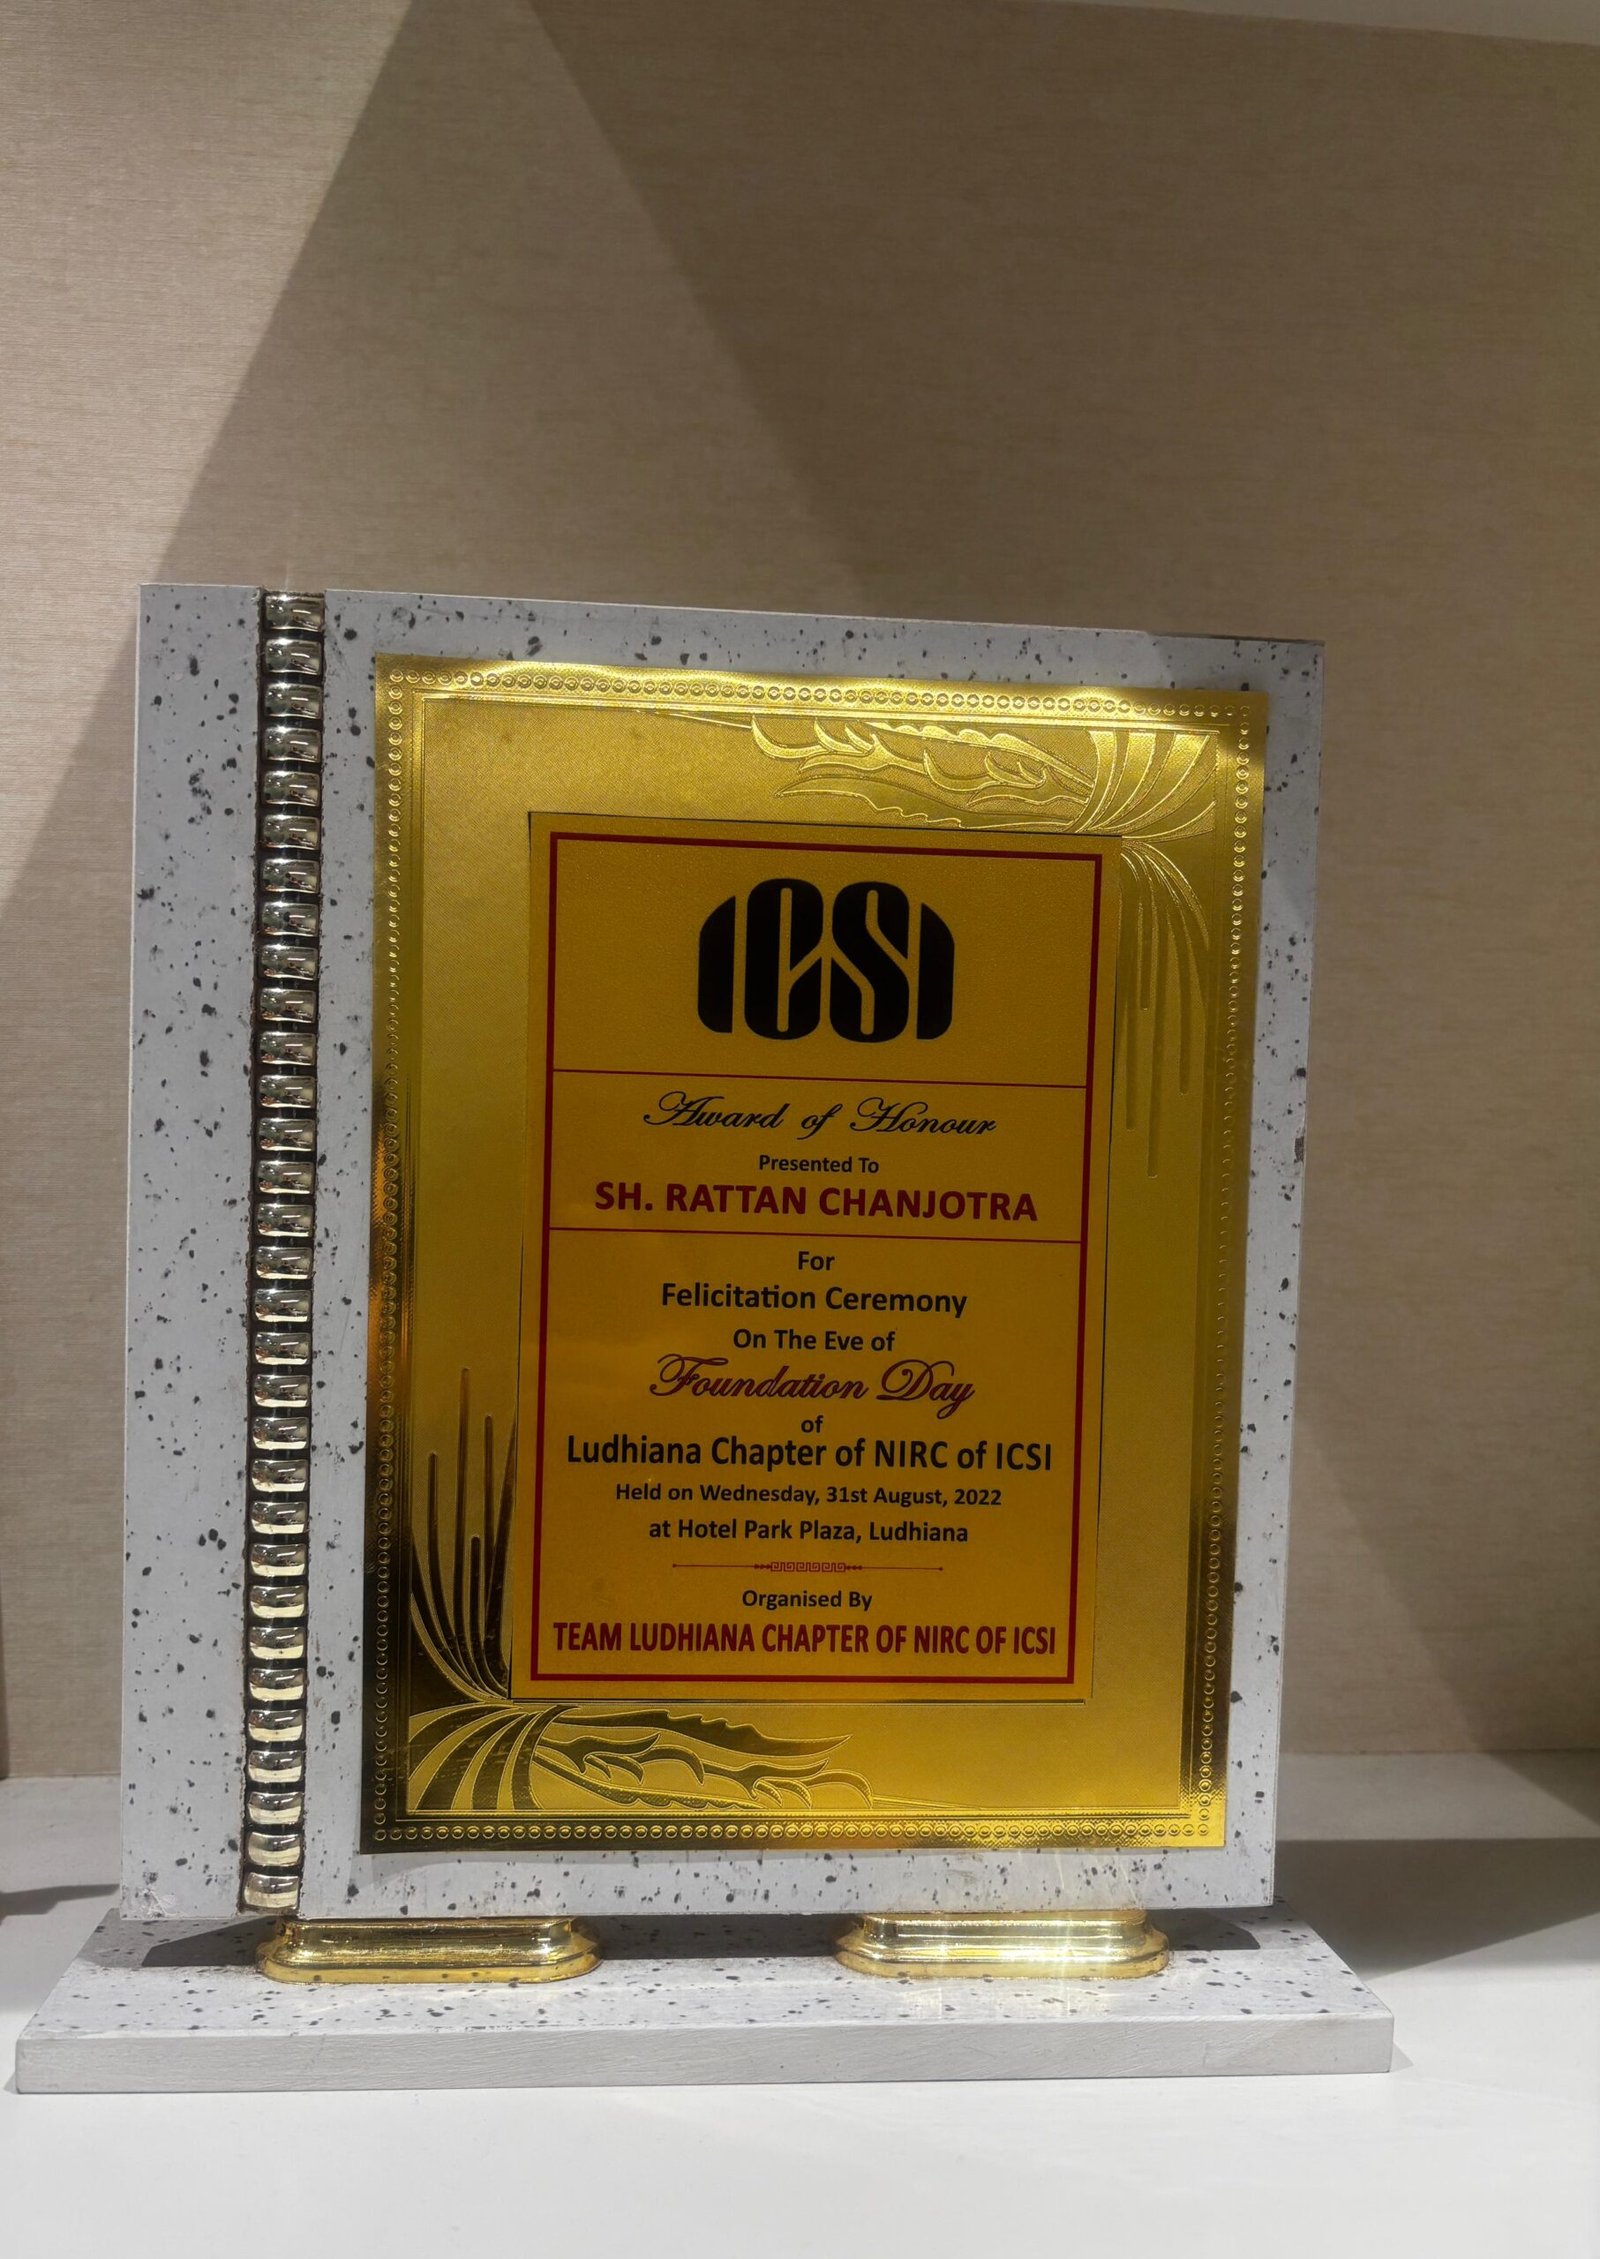 ICSI
Award of Honour
Presented To
SH. RATTAN CHANJOTRA
For
Felicitation Ceremony
On The Eve of
Foundation Day
of
Ludhiana Chapter of NIRC of ICSI
Held on Wednesday, 31st August, 2022
at Hotel Park Plaza, Ludhiana
Organised By
TEAM LUDHIANA CHAPTER OF NIRC OF ICSI